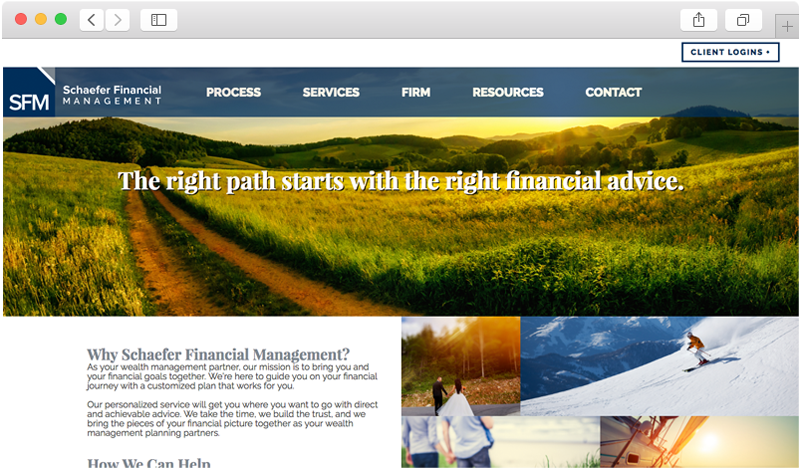 CLIENT LOGINS
SFM
Schaefer Financial
MANAGEMENT
PROCESS SERVICES FIRM RESOURCES CONTACT
The right path starts with the right financial advice.
Why Schaefer Financial Management?
As your wealth management partner, our mission is to bring you and
your financial goals together. We're here to guide you on your financial
journey with a customized plan that works for you.
Our personalized service will get you where you want to go with direct
and achievable advice. We take the time, we build the trust, and we
bring the pieces of your financial picture together as your wealth
management planning partners.
How We Can Help